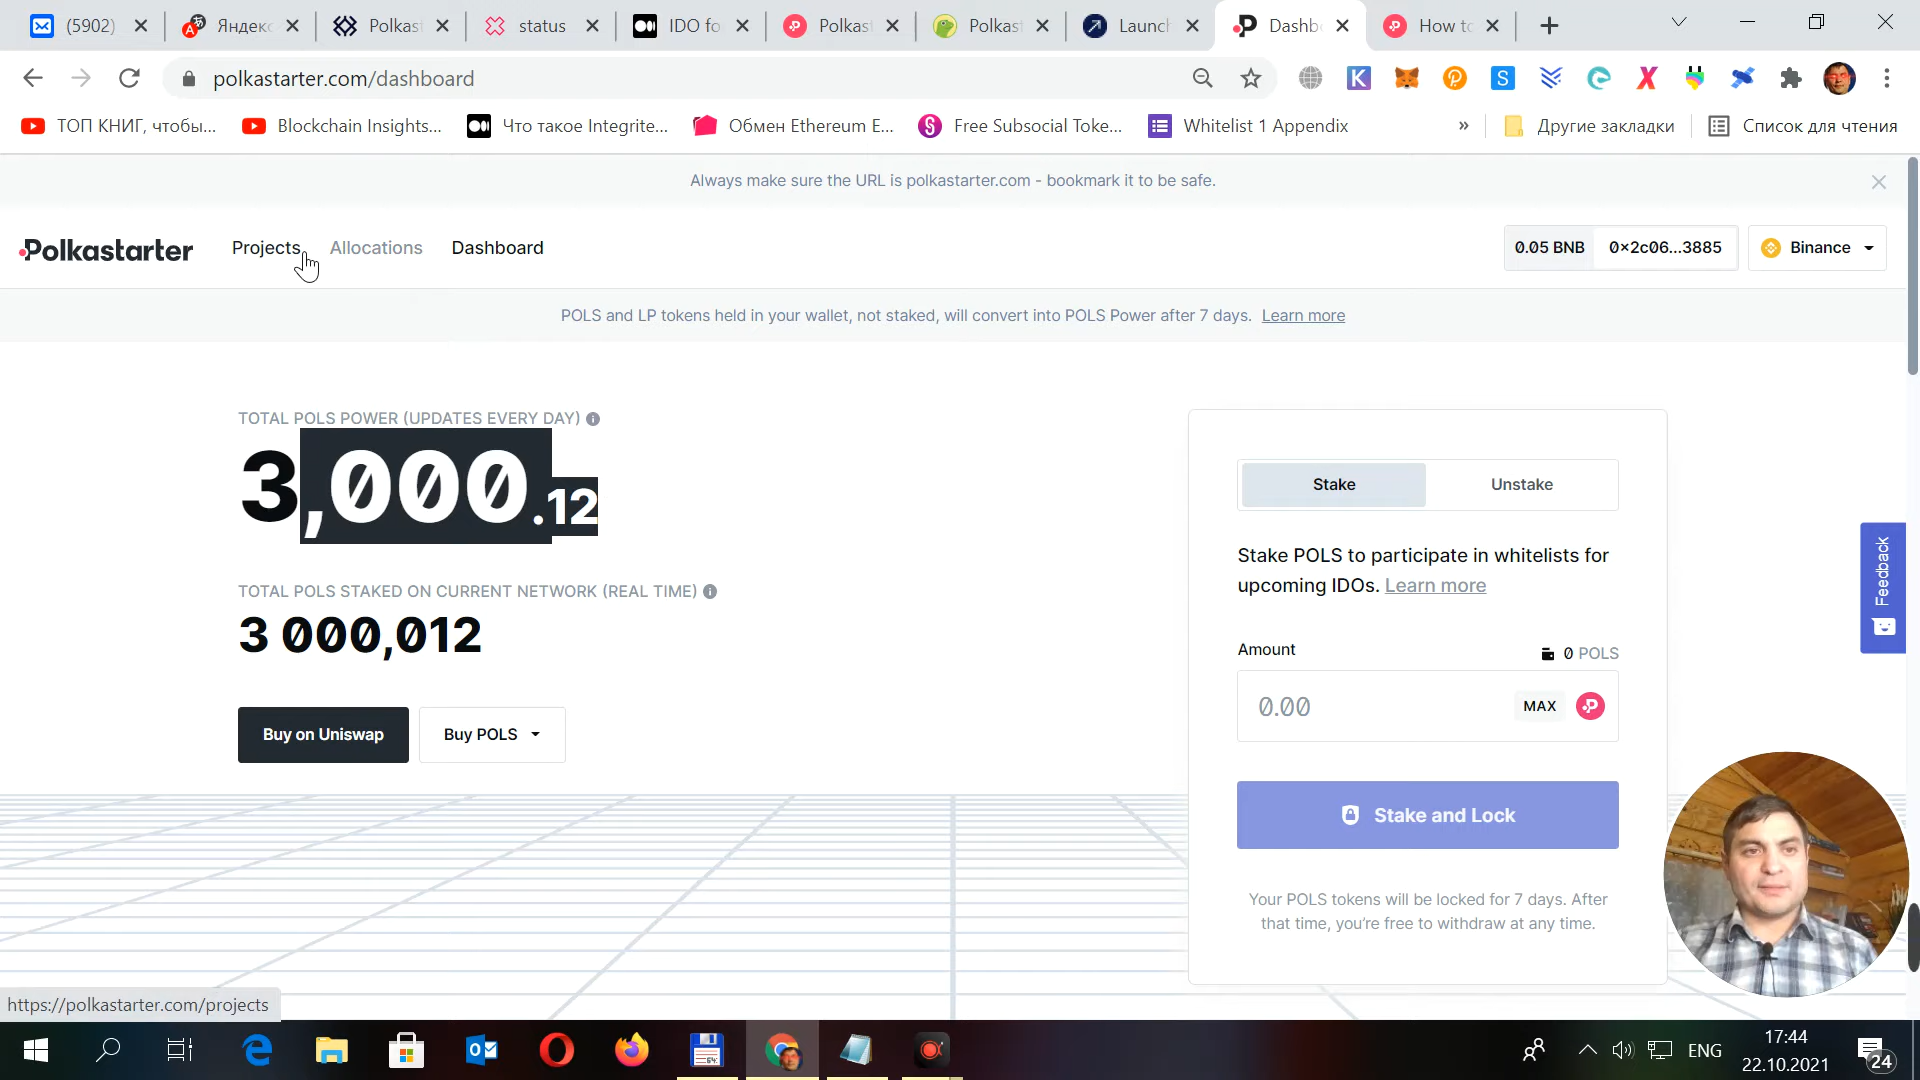 (5902)
Яндекс
Polkast
status
IDO fo
Polkas
Polkast
Launch
Dashb
How to
polkastarter.com/dashboard
ТОП КНИГ, чтобы...
Blockchain Insights...
Что такое Integrite...
Обмен Ethereum E...
Free Subsocial Toke...
Whitelist 1 Appendix
»
Другие закладки
Список для чтения
Always make sure the URL is polkastarter.com - bookmark it to be safe.
Polkastarter
Projects
Allocations
Dashboard
0.05 BNB
0×2c06...3885
Binance
POLS and LP tokens held in your wallet, not staked, will convert into POLS Power after 7 days. Learn more
TOTAL POLS POWER (UPDATES EVERY DAY)
3,000.12
TOTAL POLS STAKED ON CURRENT NETWORK (REAL TIME)
3 000,012
Buy on Uniswap
Buy POLS
Stake
Unstake
Stake POLS to participate in whitelists for
upcoming IDOs. Learn more
Amount
0 POLS
0.00
MAX
Stake and Lock
Your POLS tokens will be locked for 7 days. After
that time, you're free to withdraw at any time.
Feedback
https://polkastarter.com/projects
ENG
17:44
22.10.2021
24